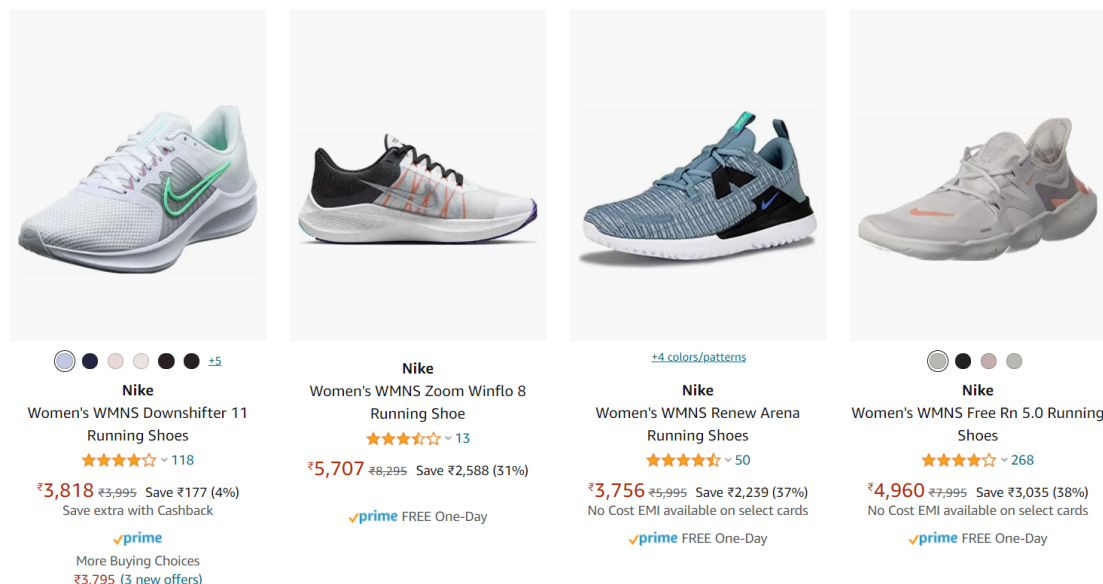 +5
Nike
Women's WMNS Downshifter 11
Running Shoes
118
₹3,818 ₹3,995 Save ₹177 (4%)
Save extra with Cashback
prime
More Buying Choices
₹3,795 (3 new offers)
Nike
Women's WMNS Zoom Winflo 8
Running Shoe
13
₹5,707 ₹8,295 Save ₹2,588 (31%)
prime FREE One-Day
+4 colors/patterns
Nike
Women's WMNS Renew Arena
Running Shoes
50
₹3,756 ₹5,995 Save ₹2,239 (37%)
No Cost EMI available on select cards
prime FREE One-Day
Nike
Women's WMNS Free Rn 5.0 Running
Shoes
268
₹4,960 ₹7,995 Save ₹3,035 (38%)
No Cost EMI available on select cards
prime FREE One-Day